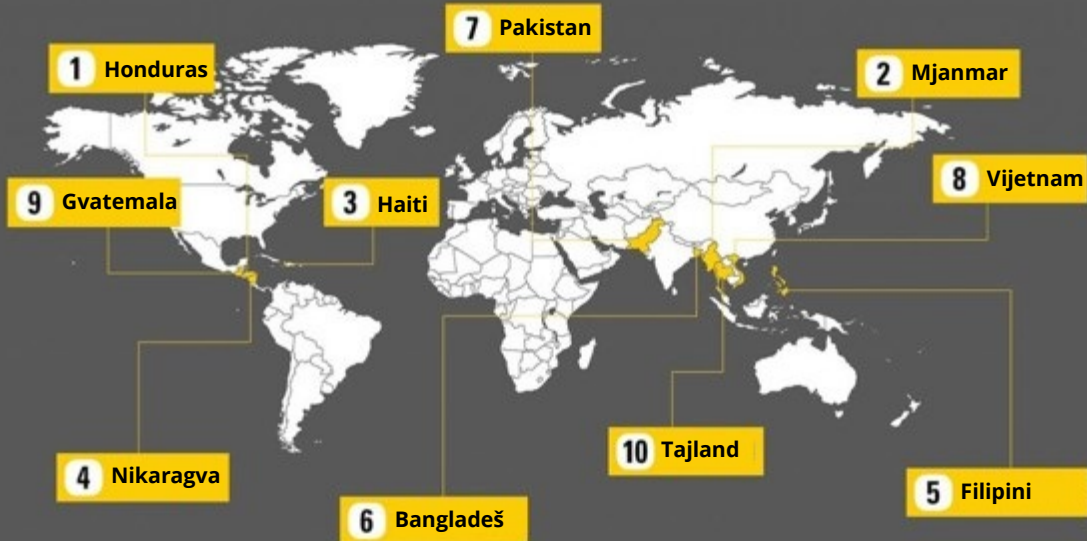 7 Pakistan
1 Honduras
2 Mjanmar
8 Vijetnam
9 Gvatemala
3 Haiti
4 Nikaragva
10 Tajland
5 Filipini
6 Bangladeš